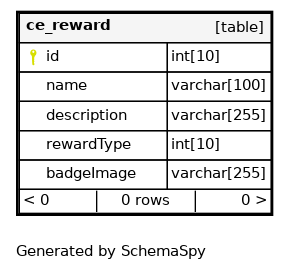 ce_reward [table]
id int[10]
name varchar[100]
description varchar[255]
rewardType int[10]
badgeImage varchar[255]
< 0 0 rows 0 >
Generated by SchemaSpy